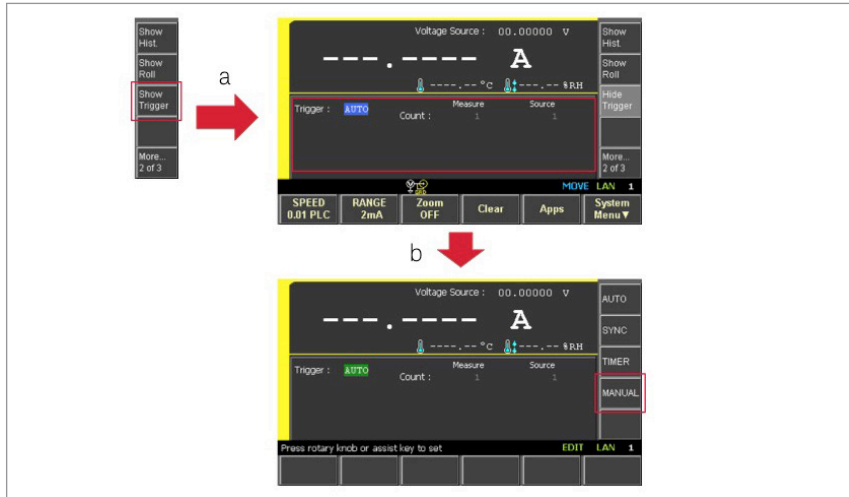 Show
Hist.
Show
Roll
Show
Trigger
More...
2 of 3
a
Voltage Source : 00.00000 V
---.---- A
----.-- °C ---.-- %RH
Trigger : AUTO
Measure Source
Count : 1 1
Show
Hist.
Show
Roll
Hide
Trigger
More...
2 of 3
MOVE LAN 1
SPEED
0.01 PLC
RANGE
2mA
Zoom
OFF
Clear
Apps
System
Menu▼
b
Voltage Source : 00.00000 V
---.---- A
----.-- °C ---.-- %RH
Trigger : AUTO
Measure Source
Count : 1 1
AUTO
SYNC
TIMER
MANUAL
Press rotary knob or assist key to set EDIT LAN 1